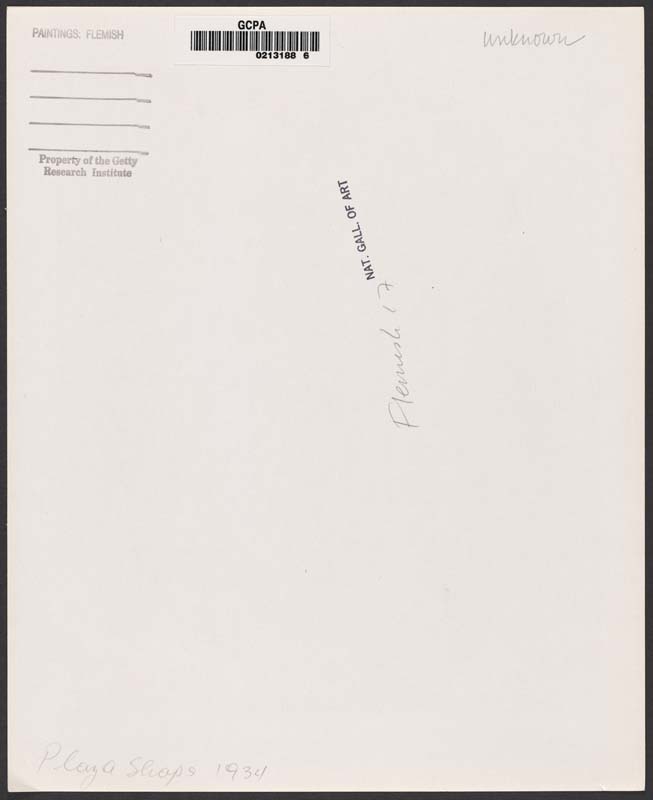 PAINTINGS: FLEMISH
GCPA
0213188 6
unknown
Property of the Getty
Research Institute
NAT. GALL. OF ART
Flemish 17
Plaza Shops 1934